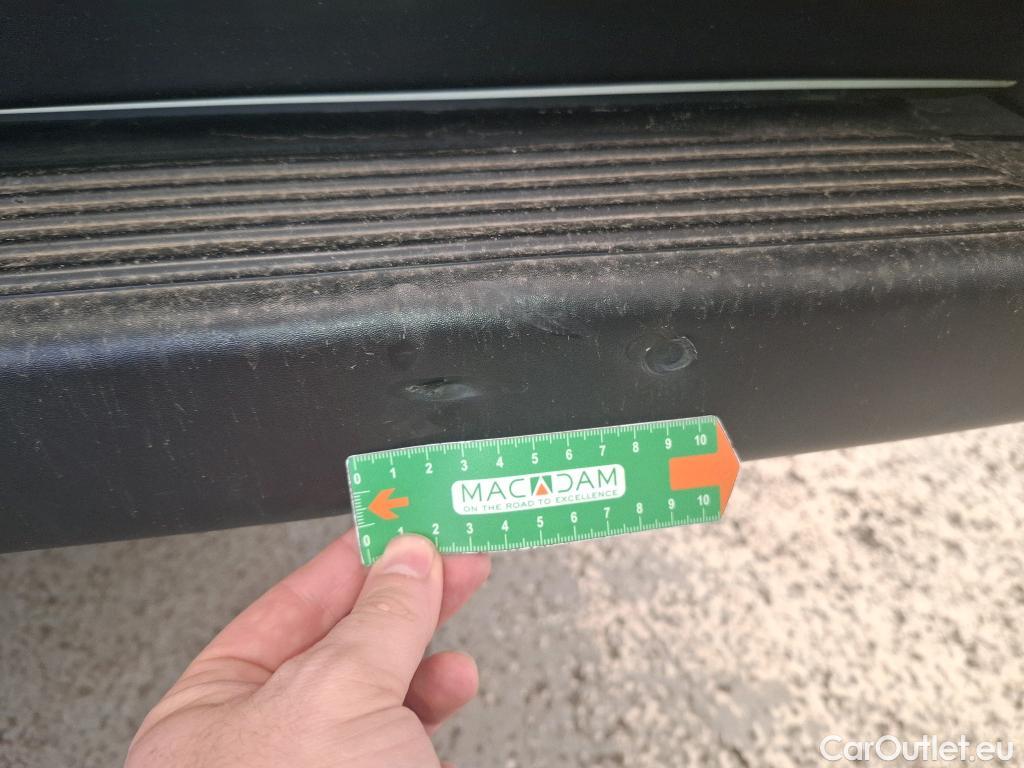 0 1 2 3 4 5 6 7 8 9 10
MACADAM
ON THE ROAD TO EXCELLENCE
0 1 2 3 4 5 6 7 8 9 10
CarOutlet.eu